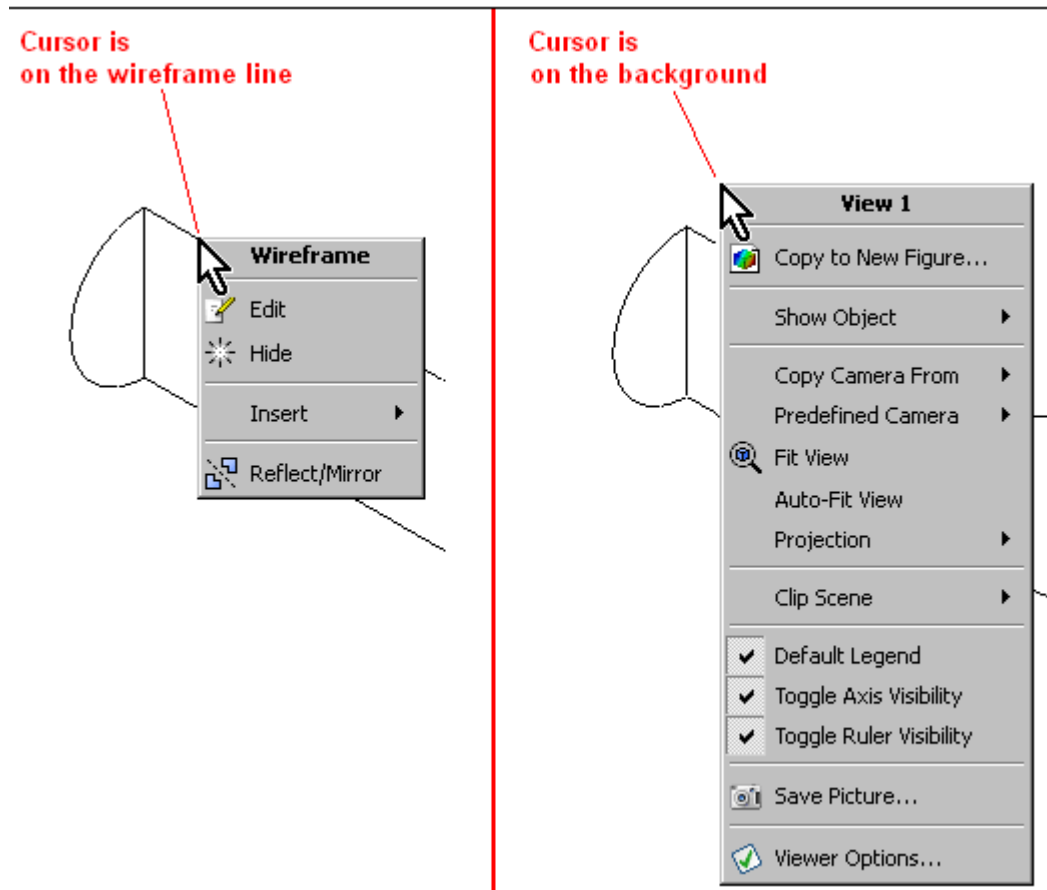 Cursor is
on the wireframe line
Wireframe
Edit
Hide
Insert
Reflect/Mirror
Cursor is
on the background
View 1
Copy to New Figure...
Show Object
Copy Camera From
Predefined Camera
Fit View
Auto-Fit View
Projection
Clip Scene
Default Legend
Toggle Axis Visibility
Toggle Ruler Visibility
Save Picture...
Viewer Options...